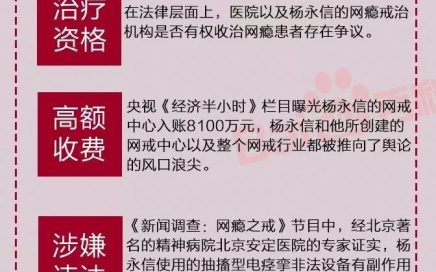 治疗
资格
在法律层面上，医院以及杨永信的网瘾戒治
机构是否有权收治网瘾患者存在争议。
高额
收费
央视《经济半小时》栏目曝光杨永信的网戒
中心入账8100万元，杨永信和他所创建的
网戒中心以及整个网戒行业都被推向了舆论
的风口浪尖。
涉嫌
违法
《新闻调查：网瘾之戒》节目中，经北京著
名的精神病院北京安定医院的专家证实，杨
永信使用的抽搐型电痉挛非法设备有副作用